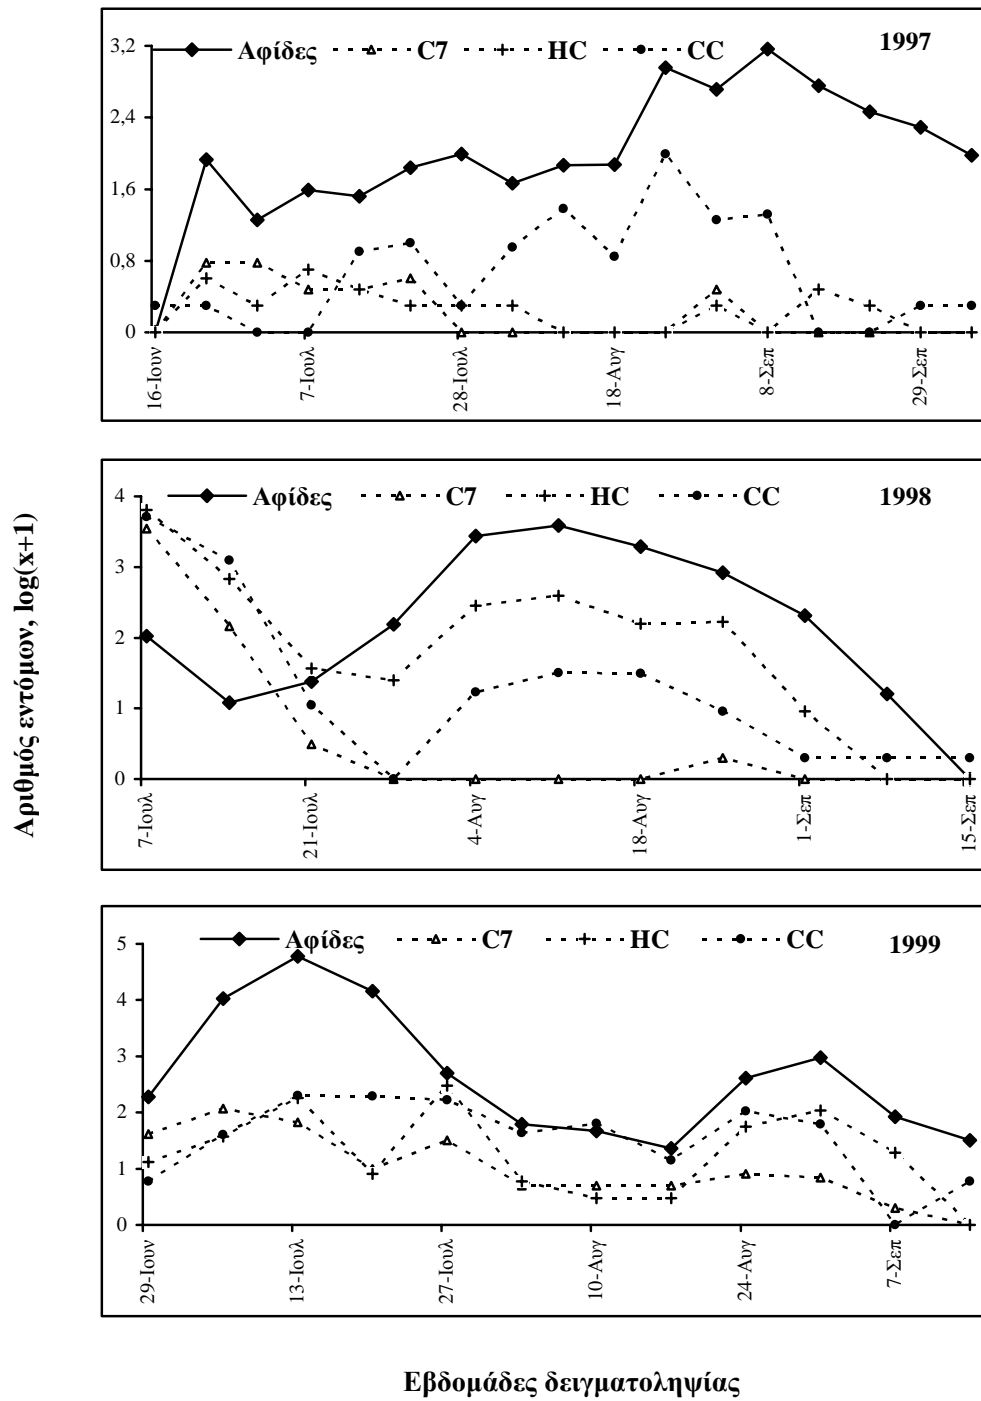 Αφίδες C7 HC CC 1997
3,2
2,4
1,6
0,8
0
16-Ιουν 7-Ιουλ 28-Ιουλ 18-Αυγ 8-Σεπ 29-Σεπ
Αριθμός εντόμων, log(x+1)
Αφίδες C7 HC CC 1998
4
3
2
1
0
7-Ιουλ 21-Ιουλ 4-Αυγ 18-Αυγ 1-Σεπ 15-Σεπ
Αφίδες C7 HC CC 1999
5
4
3
2
1
0
29-Ιουν 13-Ιουλ 27-Ιουλ 10-Αυγ 24-Αυγ 7-Σεπ
Εβδομάδες δειγματοληψίας